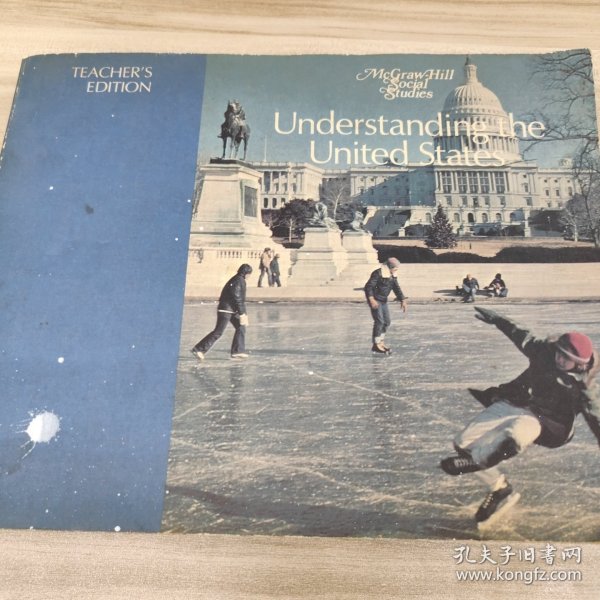 TEACHER'S
EDITION
McGraw-Hill
Social
Studies
Understanding the
United States
孔夫子旧书网
www.kongfz.com